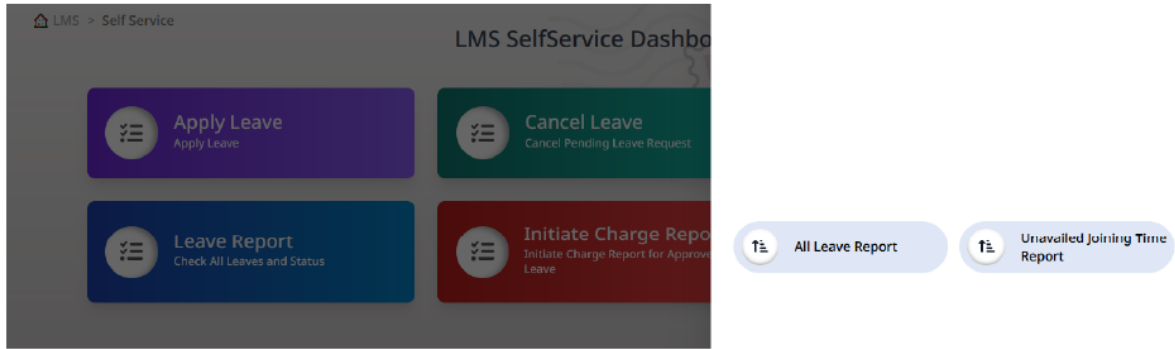 LMS > Self Service
LMS SelfService Dashbo
Apply Leave
Apply Leave
Cancel Leave
Cancel Pending Leave Request
Leave Report
Check All Leaves and Status
Initiate Charge Repo
Initiate Charge Report for Approve
Leave
All Leave Report
Unavailed Joining Time
Report